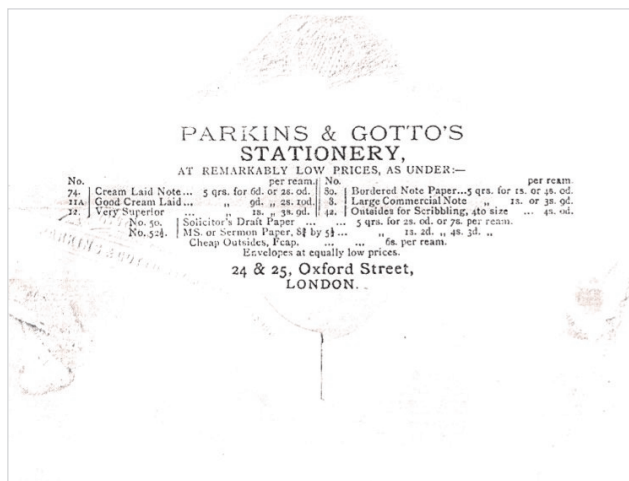 PARKINS & GOTTO'S
STATIONERY,
AT REMARKABLY LOW PRICES, AS UNDER:—
No. per ream. No. per ream.
74. Cream Laid Note... 5 qrs. for 6d. or 2s. od. 80. Bordered Note Paper...5 qrs. for 1s. or 4s. od.
11A Good Cream Laid... „ 9d. „ 2s. 10d. 8. Large Commercial Note „ 1s. or 3s. 9d.
12. Very Superior ... „ 1s. „ 3s. 9d. 42. Outsides for Scribbling, 4to size ... 4s. 9d.
No. 50. Solicitor's Draft Paper ... ... 5 qrs. for 2s. od. or 7s. per ream.
No. 52½. MS. or Sermon Paper, 8⅜ by 5½ ... „ 1s. 2d. „ 4s. 3d. „
Cheap Outsides, Fcap. ... ... 6s. per ream.
Envelopes at equally low prices.
24 & 25, Oxford Street,
LONDON.
PARKINS &